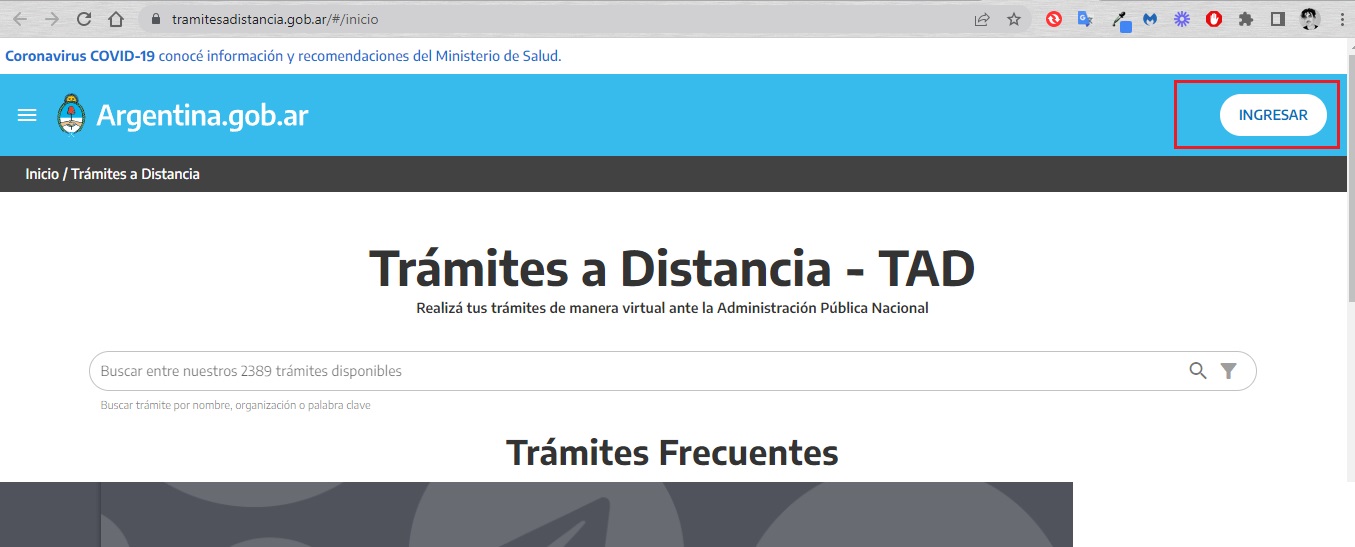 tramitesadistancia.gob.ar/#/inicio
Coronavirus COVID-19 conocé información y recomendaciones del Ministerio de Salud.
Argentina.gob.ar
INGRESAR
Inicio / Trámites a Distancia
Trámites a Distancia - TAD
Realizá tus trámites de manera virtual ante la Administración Pública Nacional
Buscar entre nuestros 2389 trámites disponibles
Buscar trámite por nombre, organización o palabra clave
Trámites Frecuentes